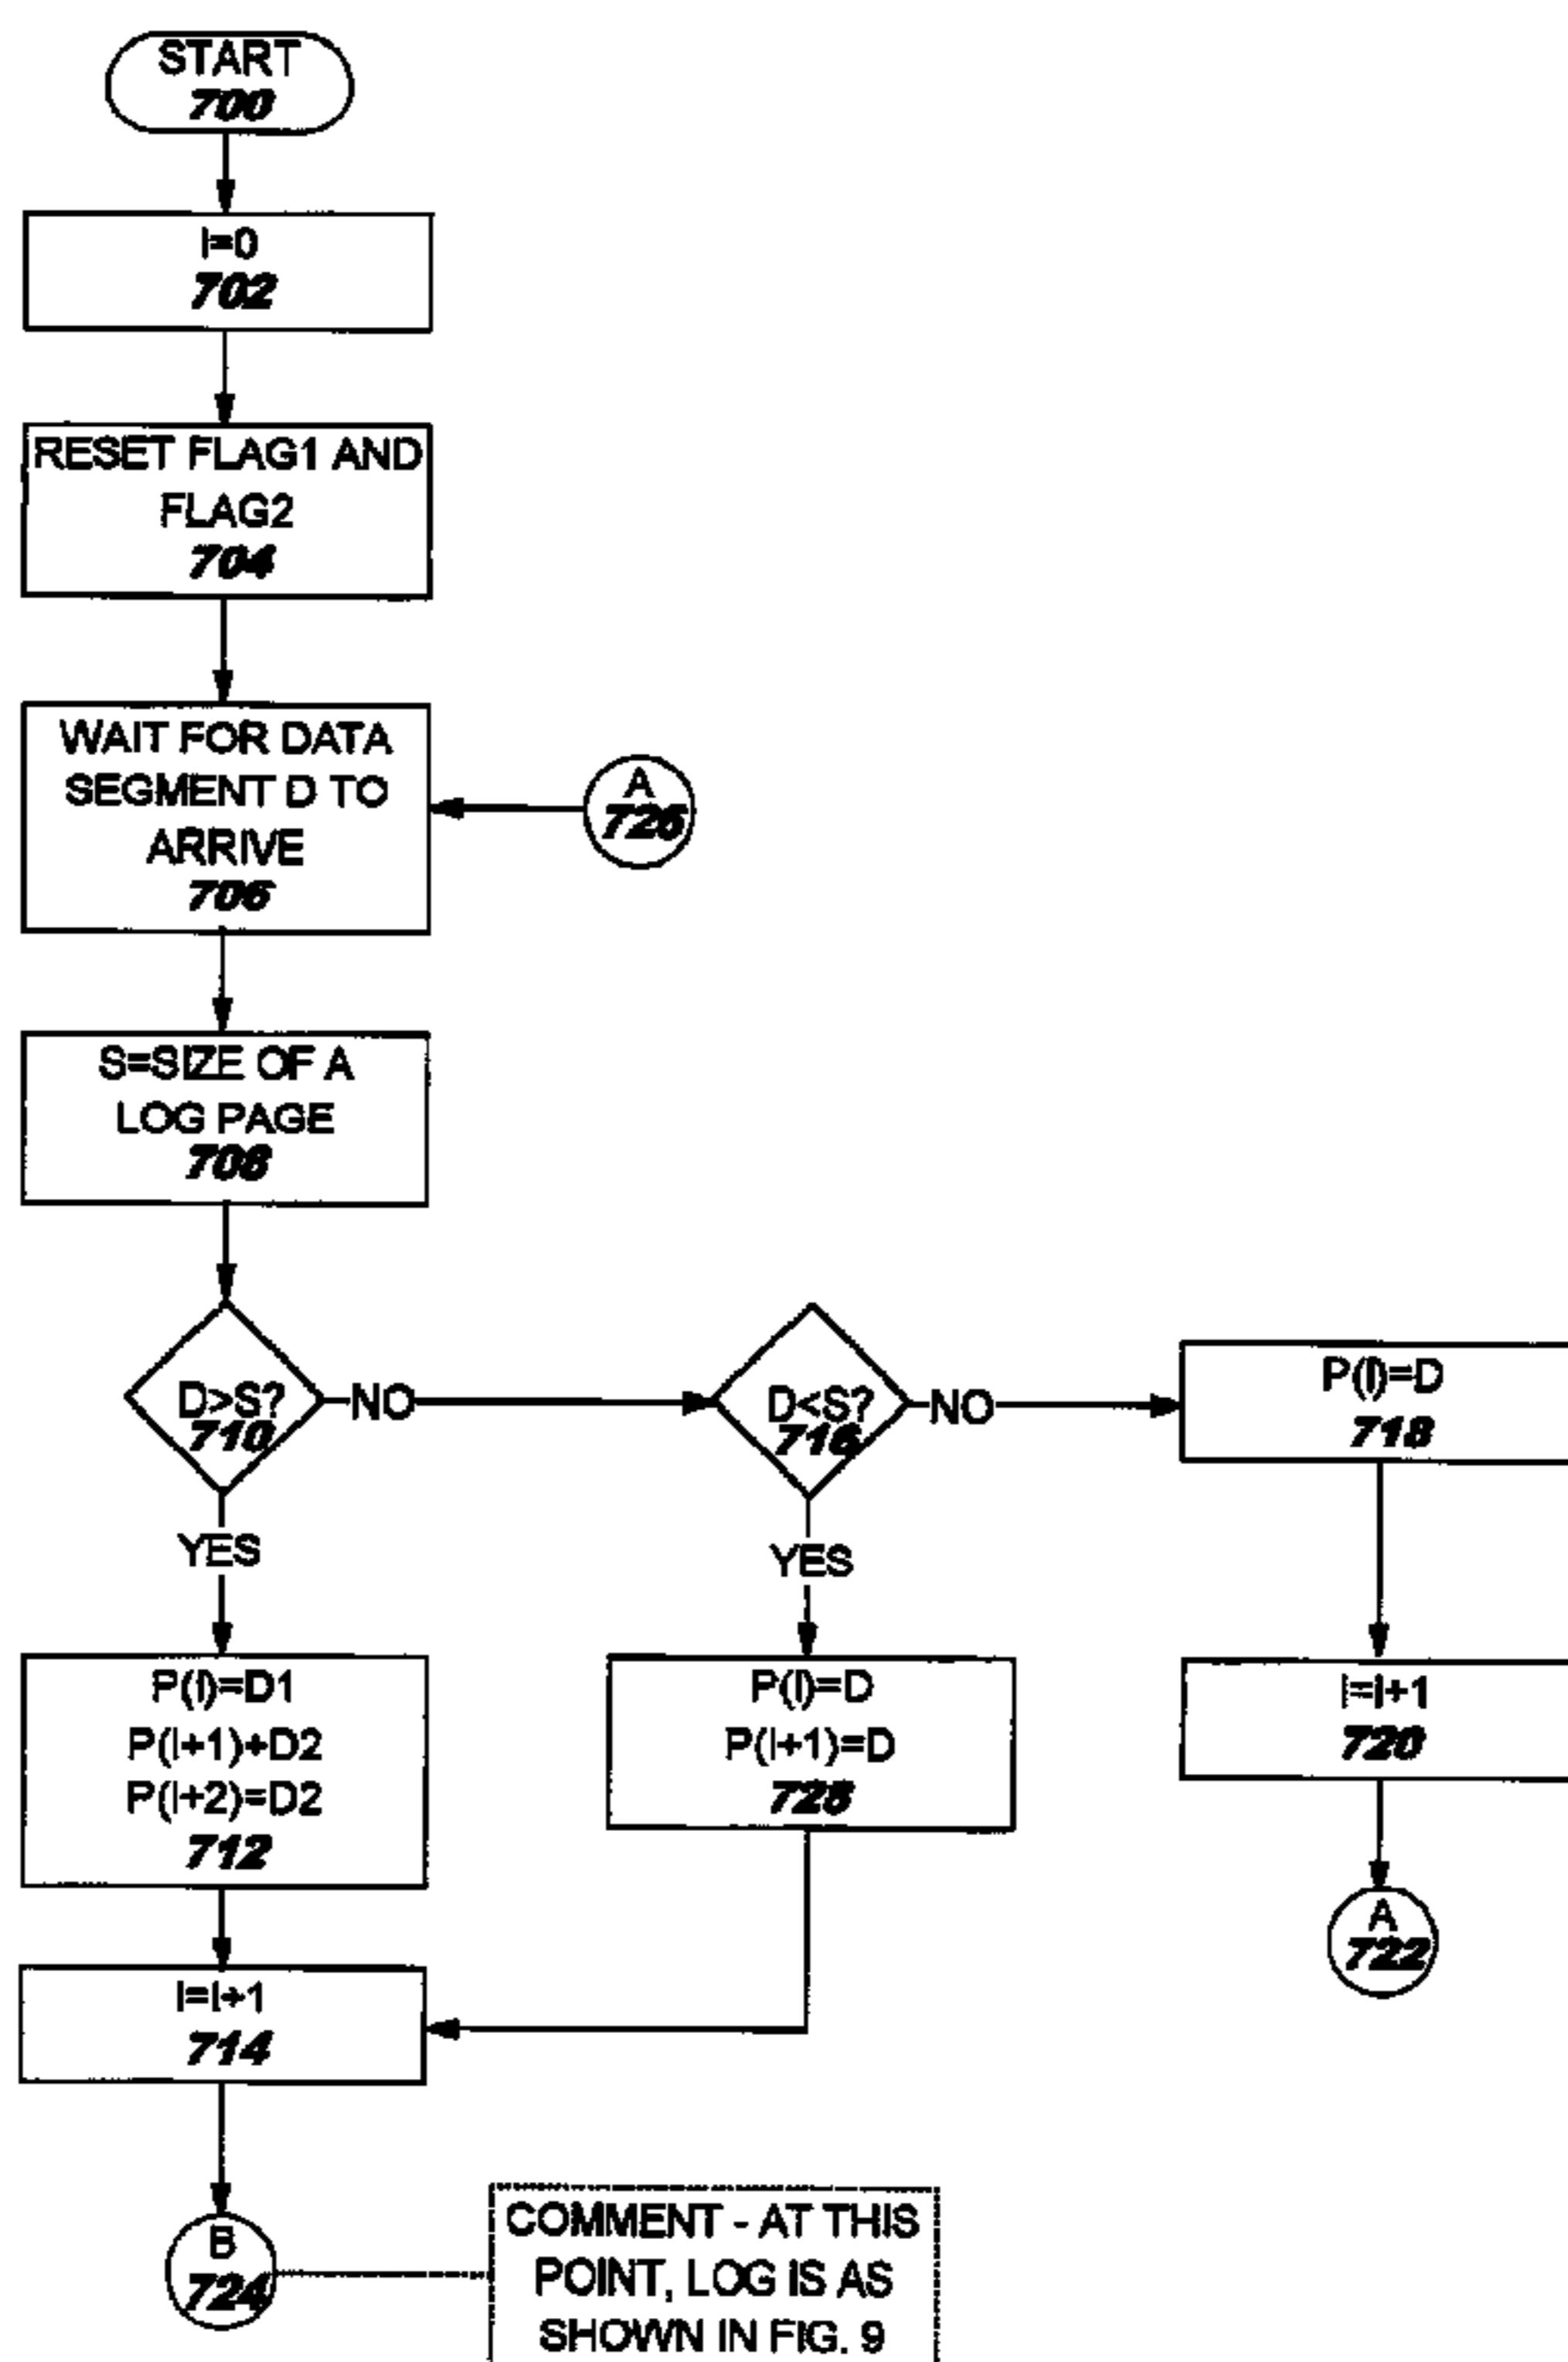 START
700
I=0
702
RESET FLAG1 AND
FLAG2
704
WAIT FOR DATA
SEGMENT D TO
ARRIVE
706
A
726
S=SIZE OF A
LOG PAGE
708
D>S?
710
NO
D<S?
716
NO
P(I)=D
718
YES
YES
P(I)=D1
P(I+1)+D2
P(I+2)=D2
712
P(I)=D
P(I+1)=D
728
I=I+1
720
A
722
I=I+1
714
B
724
COMMENT - AT THIS
POINT, LOG IS AS
SHOWN IN FIG. 9